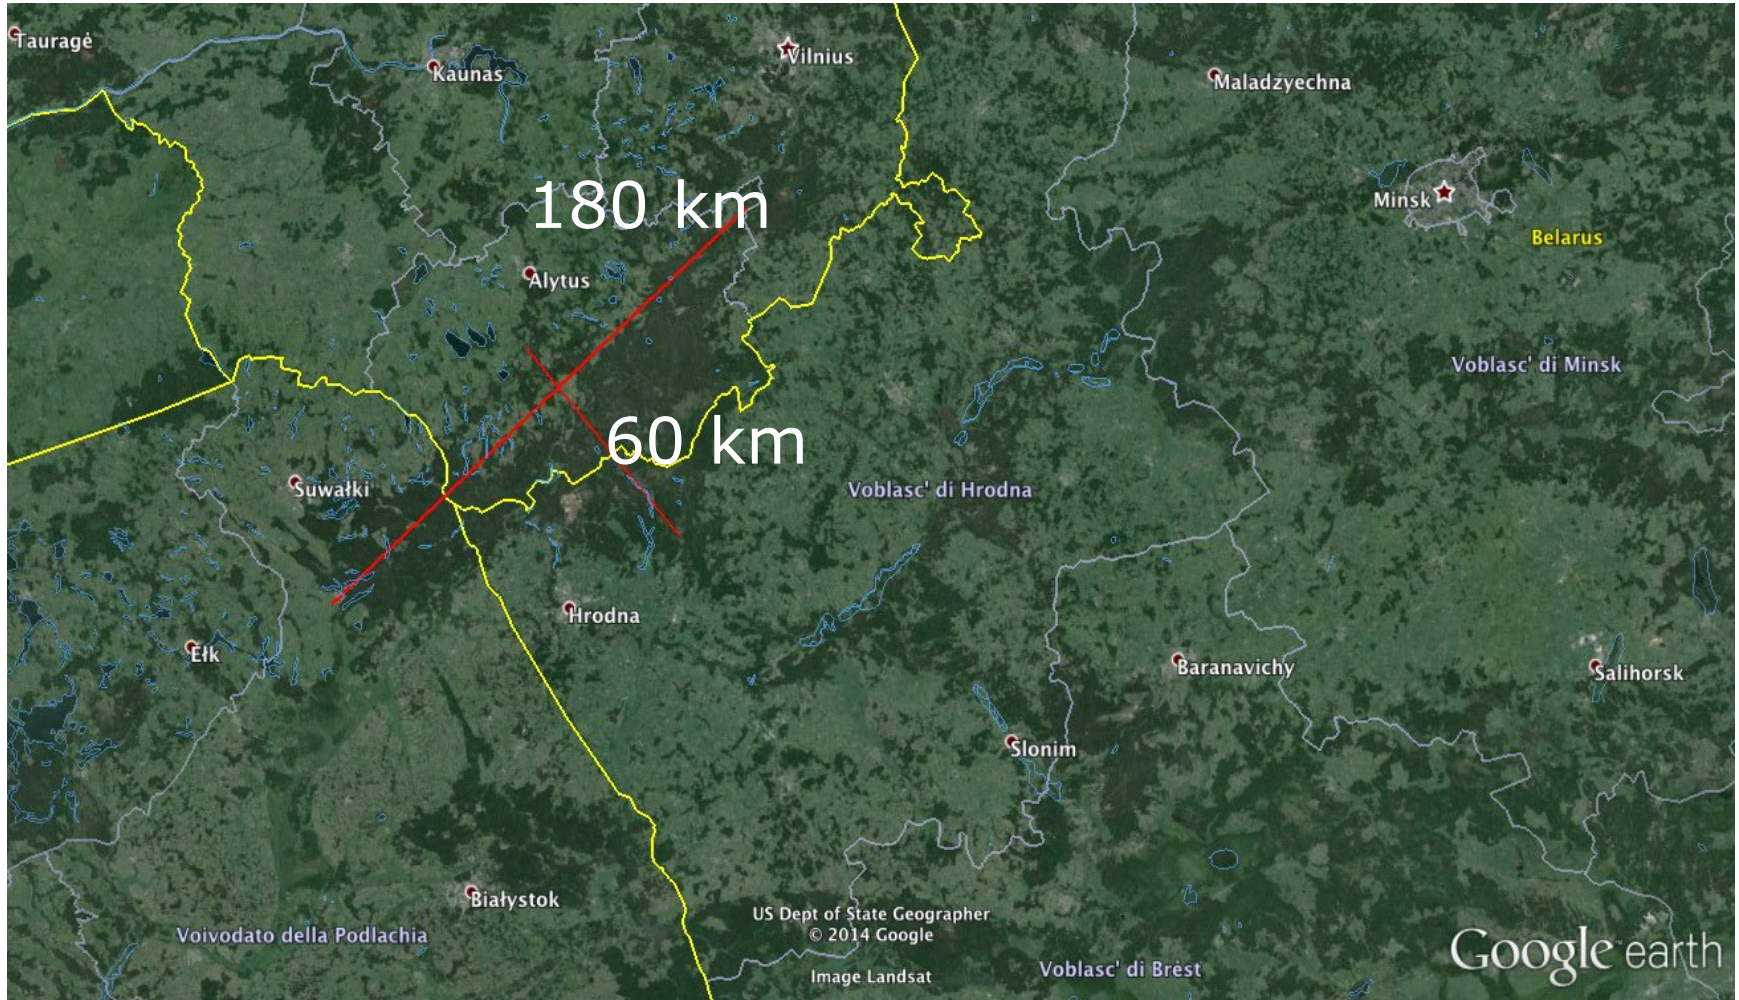 Tauragė
Kaunas
Vilnius
Maladzyechna
180 km
Minsk
Belarus
Alytus
Voblasc' di Minsk
60 km
Suwałki
Voblasc' di Hrodna
Hrodna
Ełk
Baranavichy
Salihorsk
Slonim
Białystok
US Dept of State Geographer
© 2014 Google
Voivodato della Podlachia
Google earth
Voblasc' di Brèst
Image Landsat